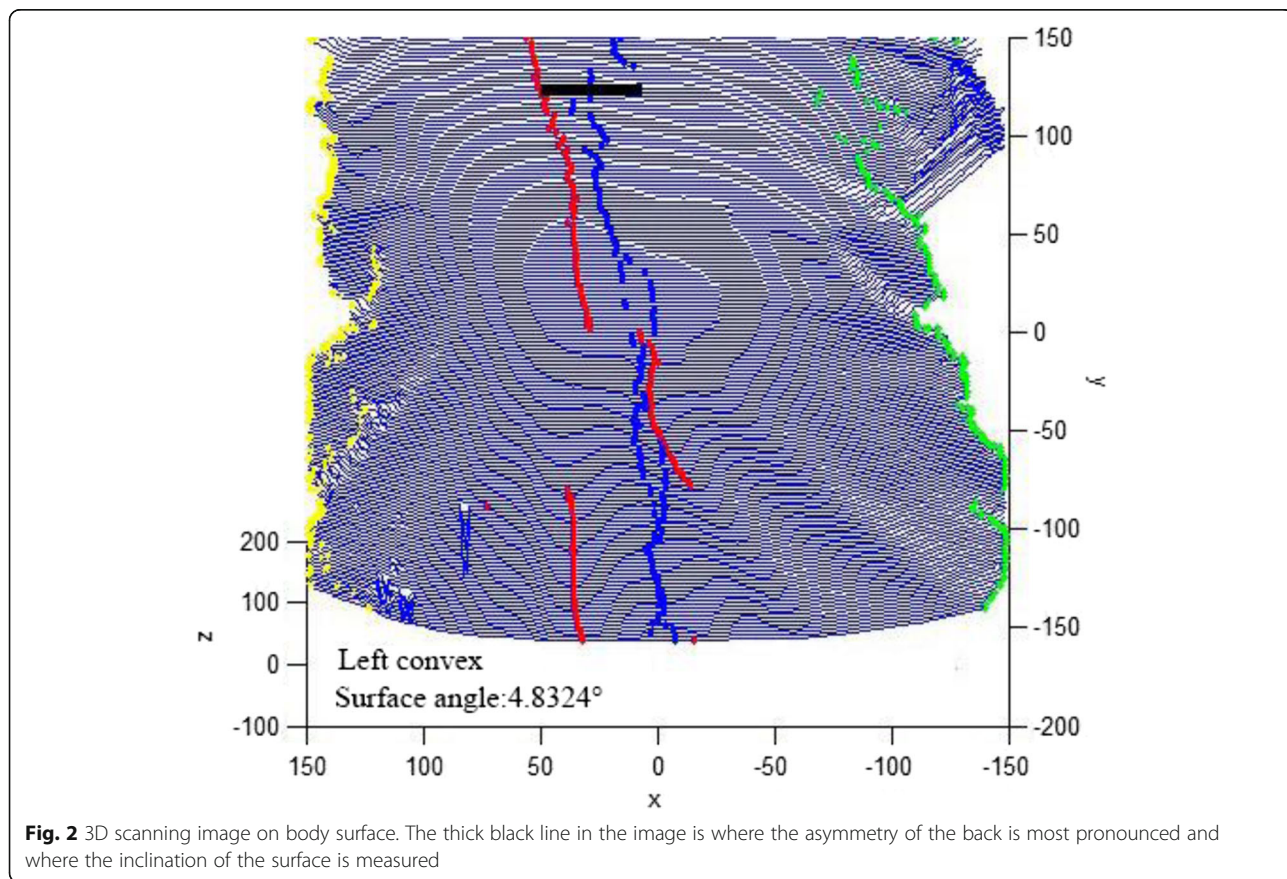 150
100
50
0
y
-50
-100
200
100
-150
z
0
Left convex
Surface angle:4.8324°
-100
-200
150 100 50 0 -50 -100 -150
x
Fig. 2 3D scanning image on body surface. The thick black line in the image is where the asymmetry of the back is most pronounced and
where the inclination of the surface is measured